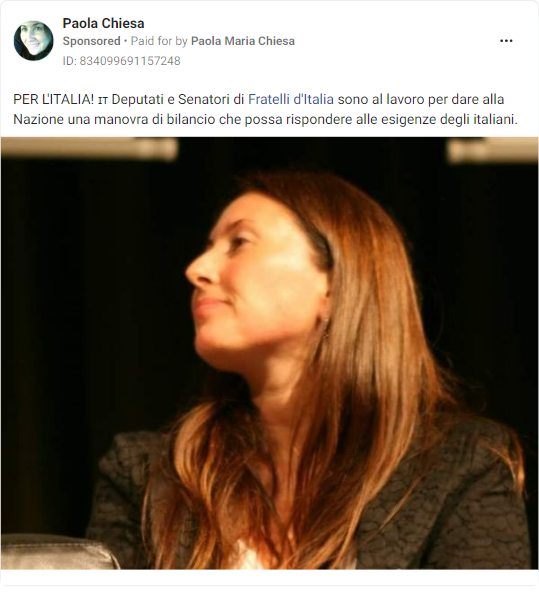 Paola Chiesa
Sponsored • Paid for by Paola Maria Chiesa
ID: 834099691157248
PER L'ITALIA! ɪᴛ Deputati e Senatori di Fratelli d'Italia sono al lavoro per dare alla
Nazione una manovra di bilancio che possa rispondere alle esigenze degli italiani.